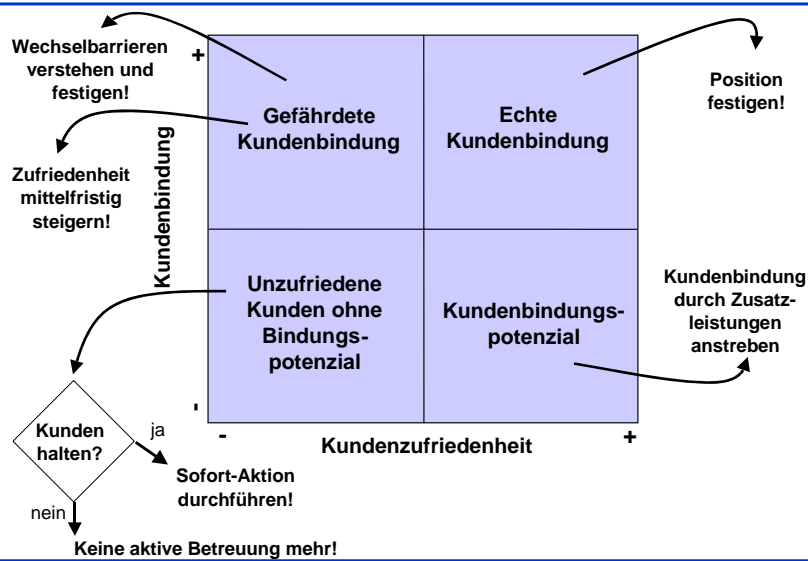 Wechselbarrieren
verstehen und
festigen!
+
Gefährdete
Kundenbindung
Echte
Kundenbindung
Position
festigen!
Kundenbindung
Zufriedenheit
mittelfristig
steigern!
Unzufriedene
Kunden ohne
Bindungs-
potenzial
Kundenbindungs-
potenzial
Kundenbindung
durch Zusatz-
leistungen
anstreben
-
-
Kundenzufriedenheit
+
Kunden
halten?
ja
Sofort-Aktion
durchführen!
nein
Keine aktive Betreuung mehr!